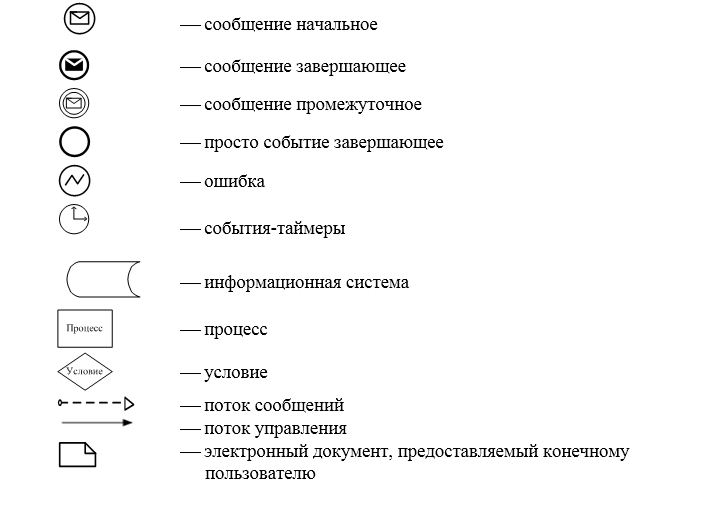 — сообщение начальное
— сообщение завершающее
— сообщение промежуточное
— просто событие завершающее
— ошибка
— события-таймеры
— информационная система
Процесс — процесс
Условие — условие
— поток сообщений
— поток управления
— электронный документ, предоставляемый конечному
пользователю